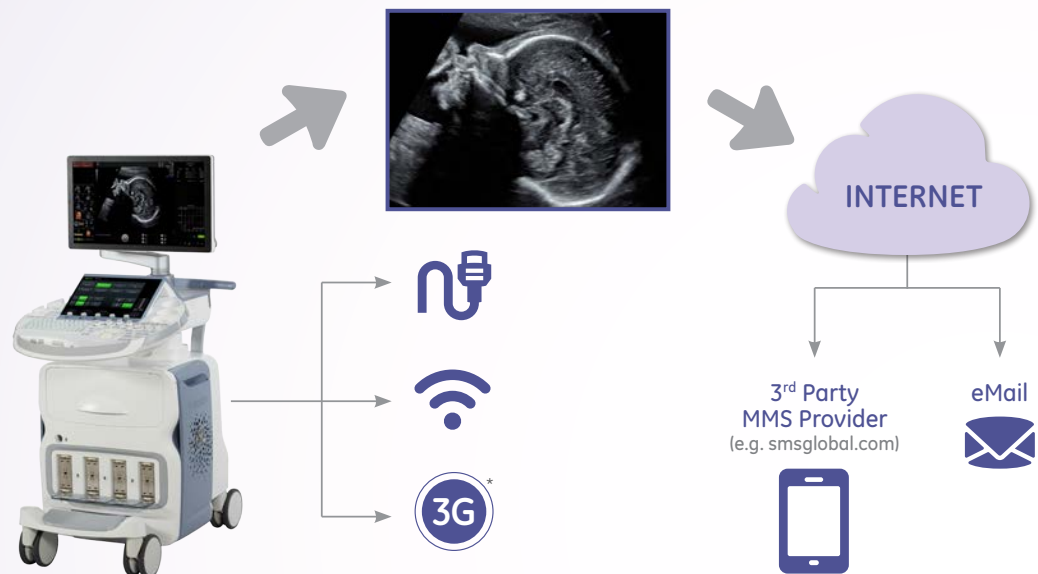 INTERNET
3rd Party
MMS Provider
(e.g. smsglobal.com)
eMail
3G*